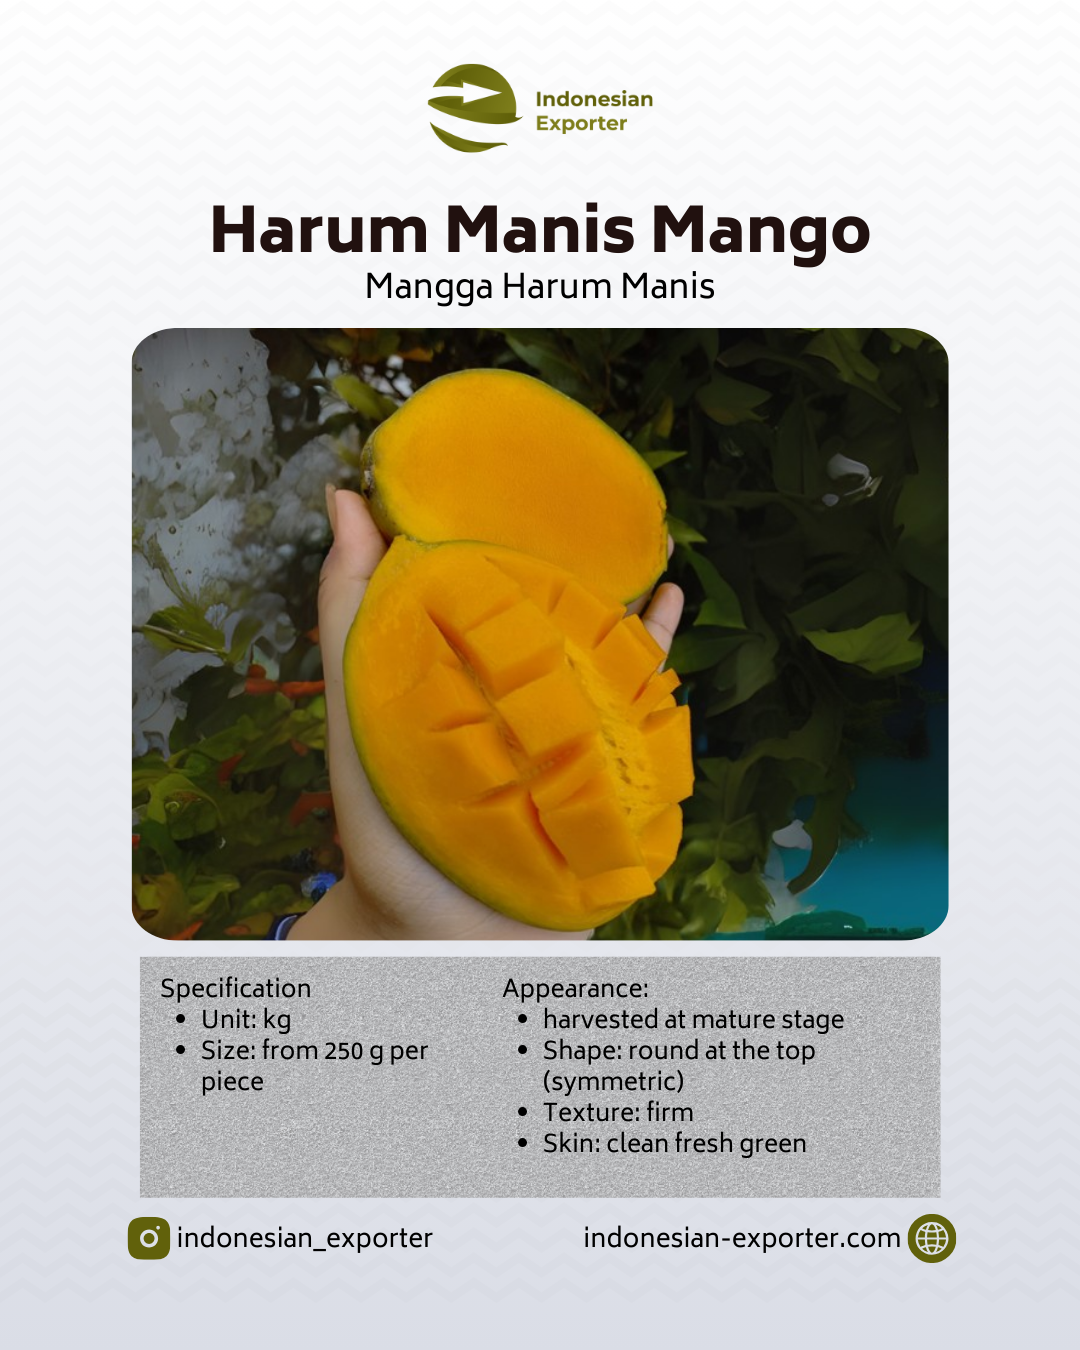 Indonesian
Exporter
Harum Manis Mango
Mangga Harum Manis
Specification
• Unit: kg
• Size: from 250 g per
piece
Appearance:
• harvested at mature stage
• Shape: round at the top
(symmetric)
• Texture: firm
• Skin: clean fresh green
indonesian_exporter
indonesian-exporter.com